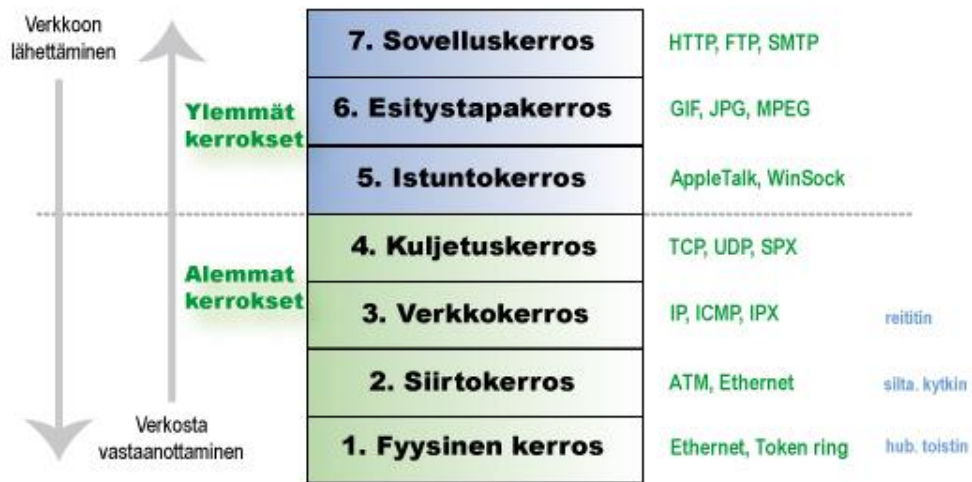 Verkkoon
lähettäminen
7. Sovelluskerros
HTTP, FTP, SMTP
Ylemmät
kerrokset
6. Esitystapakerros
GIF, JPG, MPEG
5. Istuntokerros
AppleTalk, WinSock
4. Kuljetuskerros
TCP, UDP, SPX
Alemmat
kerrokset
3. Verkkokerros
IP, ICMP, IPX
reititin
2. Siirtokerros
ATM, Ethernet
silta. kytkin
Verkosta
vastaanottaminen
1. Fyysinen kerros
Ethernet, Token ring
hub. toistin